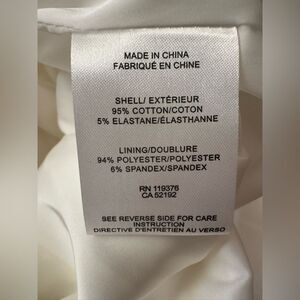 MADE IN CHINA
FABRIQUÉ EN CHINE
SHELL/ EXTÉRIEUR
95% COTTON/COTON
5% ELASTANE/ÉLASTHANNE
LINING/DOUBLURE
94% POLYESTER/POLYESTER
6% SPANDEX/SPANDEX
RN 119376
CA 52192
SEE REVERSE SIDE FOR CARE
INSTRUCTION
DIRECTIVE D'ENTRETIEN AU VERSO